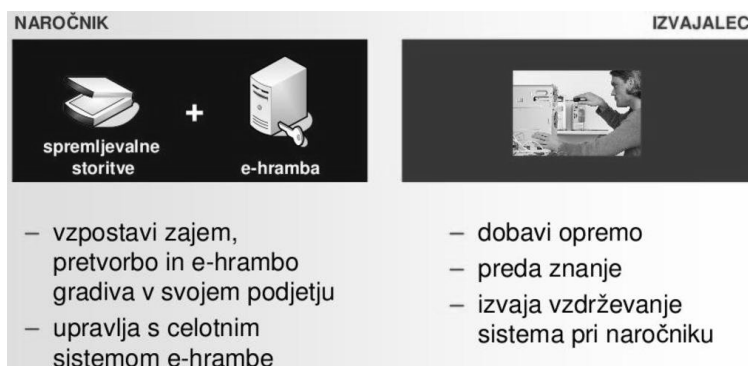 NAROČNIK
IZVAJALEC
spremljevalne
storitve
+
e-hramba
– vzpostavi zajem,
pretvorbo in e-hrambo
gradiva v svojem podjetju
– upravlja s celotnim
sistemom e-hrambe
– dobavi opremo
– preda znanje
– izvaja vzdrževanje
sistema pri naročniku